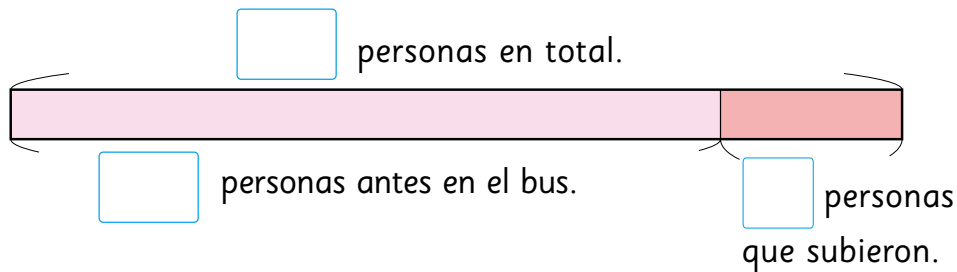 personas en total.
personas antes en el bus.
personas
que subieron.